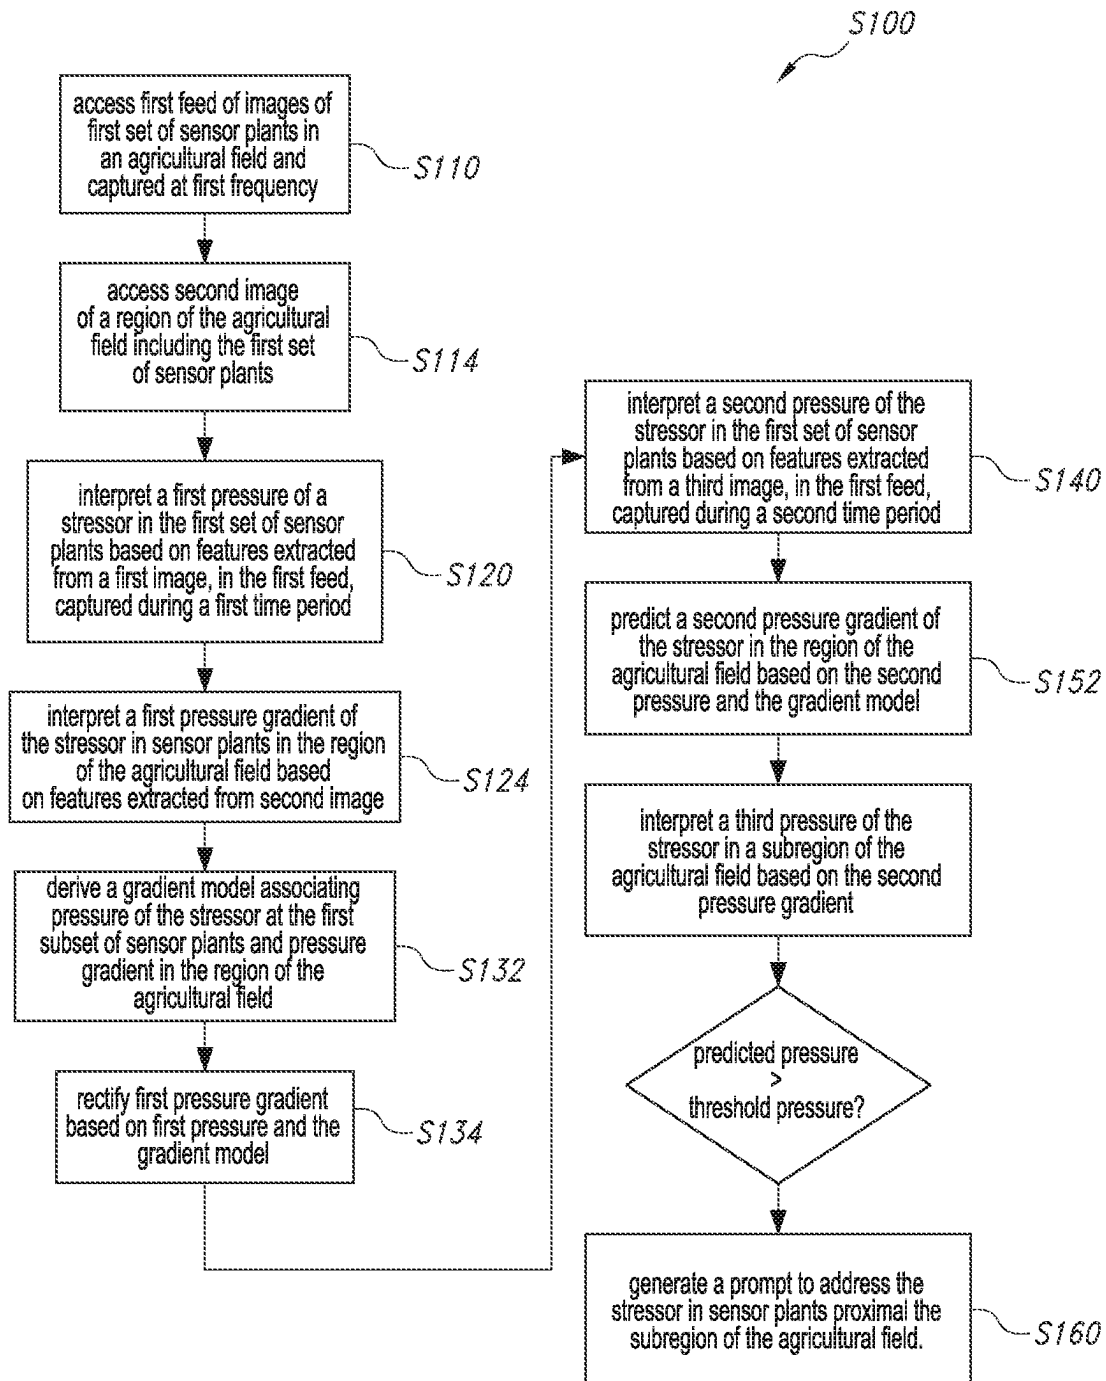 S100
access first feed of images of
first set of sensor plants in
an agricultural field and
captured at first frequency
S110
access second image
of a region of the agricultural
field including the first set
of sensor plants
S114
interpret a first pressure of a
stressor in the first set of sensor
plants based on features extracted
from a first image, in the first feed,
captured during a first time period
S120
interpret a first pressure gradient of
the stressor in sensor plants in the region
of the agricultural field based
on features extracted from second image
S124
derive a gradient model associating
pressure of the stressor at the first
subset of sensor plants and pressure
gradient in the region of the
agricultural field
S132
rectify first pressure gradient
based on first pressure and the
gradient model
S134
interpret a second pressure of the
stressor in the first set of sensor
plants based on features extracted
from a third image, in the first feed,
captured during a second time period
S140
predict a second pressure gradient of
the stressor in the region of the
agricultural field based on the second
pressure and the gradient model
S152
interpret a third pressure of the
stressor in a subregion of the
agricultural field based on the second
pressure gradient
predicted pressure
>
threshold pressure?
generate a prompt to address the
stressor in sensor plants proximal the
subregion of the agricultural field.
S160